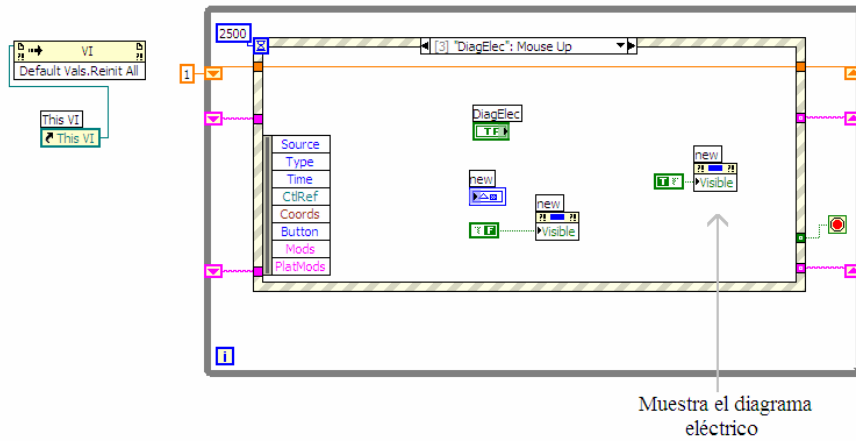 2500
[3] "DiagElec": Mouse Up
VI
Default Vals.Reinit All
1
This VI
This VI
DiagElec
TF
Source
Type
Time
CtlRef
Coords
Button
Mods
PlatMods
new
new
Visible
T F
new
Visible
T F
i
Muestra el diagrama
eléctrico